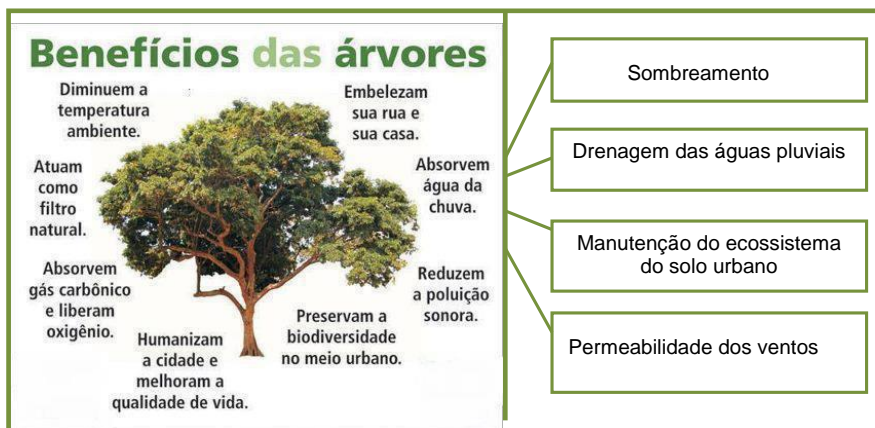 Benefícios das árvores
Diminuem a
temperatura
ambiente.
Embelezam
sua rua e
sua casa.
Atuam
como
filtro
natural.
Absorvem
água da
chuva.
Absorvem
gás carbônico
e liberam
oxigênio.
Reduzem
a poluição
sonora.
Humanizam
a cidade e
melhoram a
qualidade de vida.
Preservam a
biodiversidade
no meio urbano.
Sombreamento
Drenagem das águas pluviais
Manutenção do ecossistema
do solo urbano
Permeabilidade dos ventos